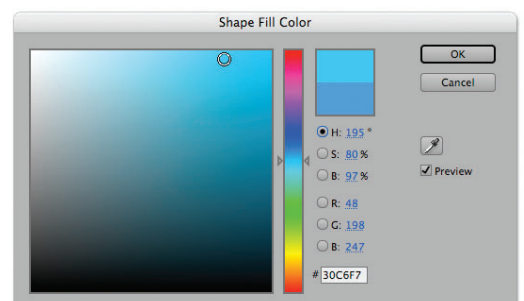 Shape Fill Color
OK
Cancel
H: 195 °
S: 80 %
B: 97 %
Preview
R: 48
G: 198
B: 247
# 30C6F7